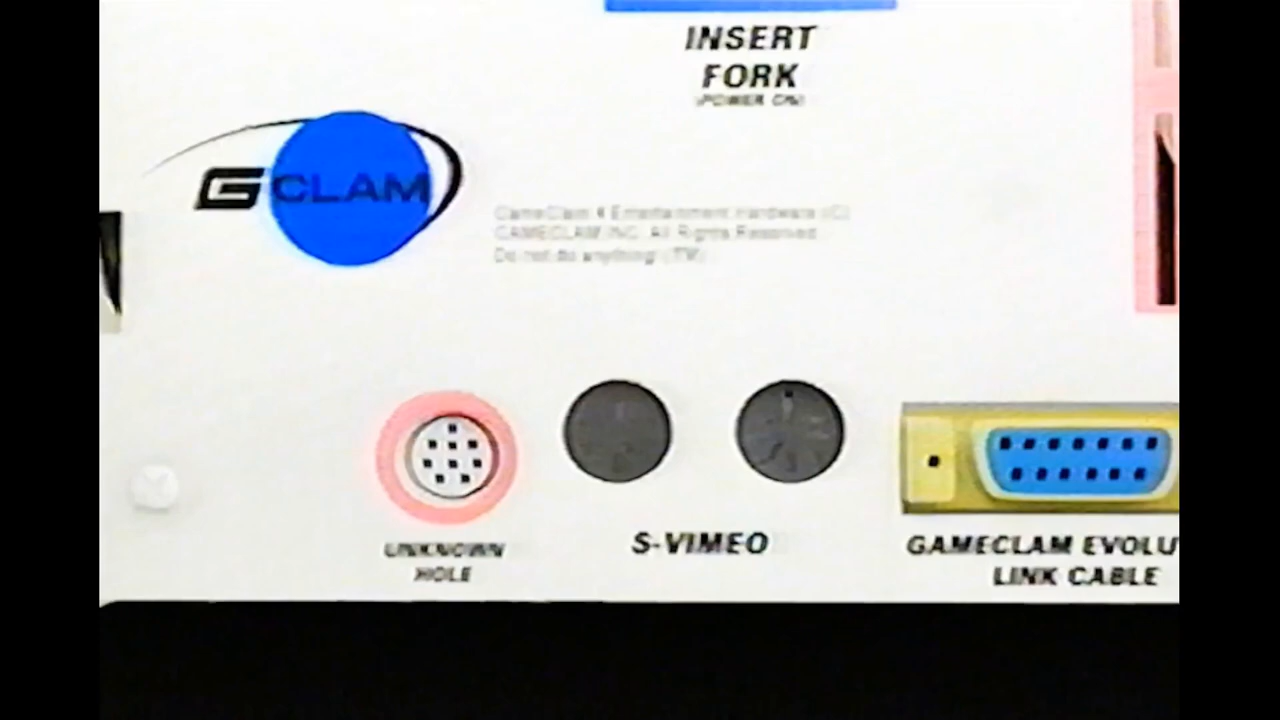 INSERT
FORK
(POWER ON)
GCLAM
GameClam 4 Entertainment Hardware (C)
GAMECLAM INC. All Rights Reserved.
Do not do anything! (TM)
UNKNOWN
HOLE
S-VIMEO
GAMECLAM EVOLU
LINK CABLE